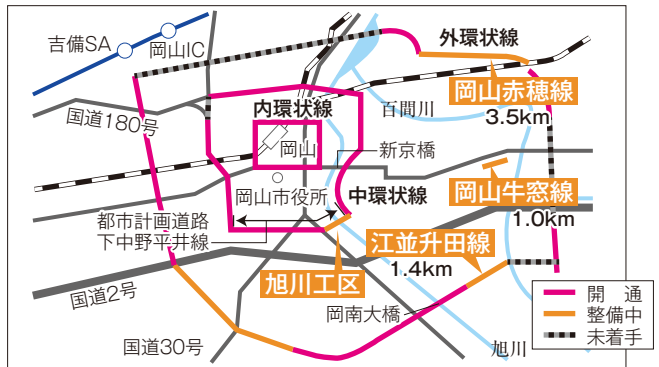 吉備SA
岡山IC
外環状線
岡山赤穂線
3.5km
国道180号
内環状線
百間川
岡山
新京橋
岡山牛窓線
1.0km
岡山市役所
中環状線
都市計画道路
下中野平井線
江並升田線
1.4km
旭川工区
国道2号
岡南大橋
国道30号
旭川
開　通
整備中
未着手